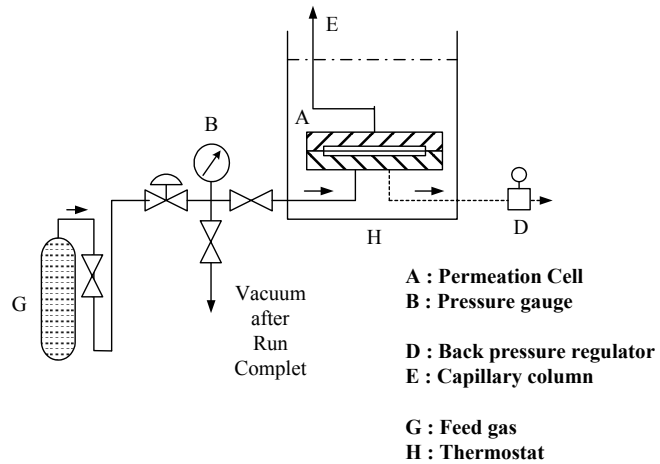 E
A
B
H
D
G
Vacuum
after
Run
Complet
A : Permeation Cell
B : Pressure gauge
D : Back pressure regulator
E : Capillary column
G : Feed gas
H : Thermostat